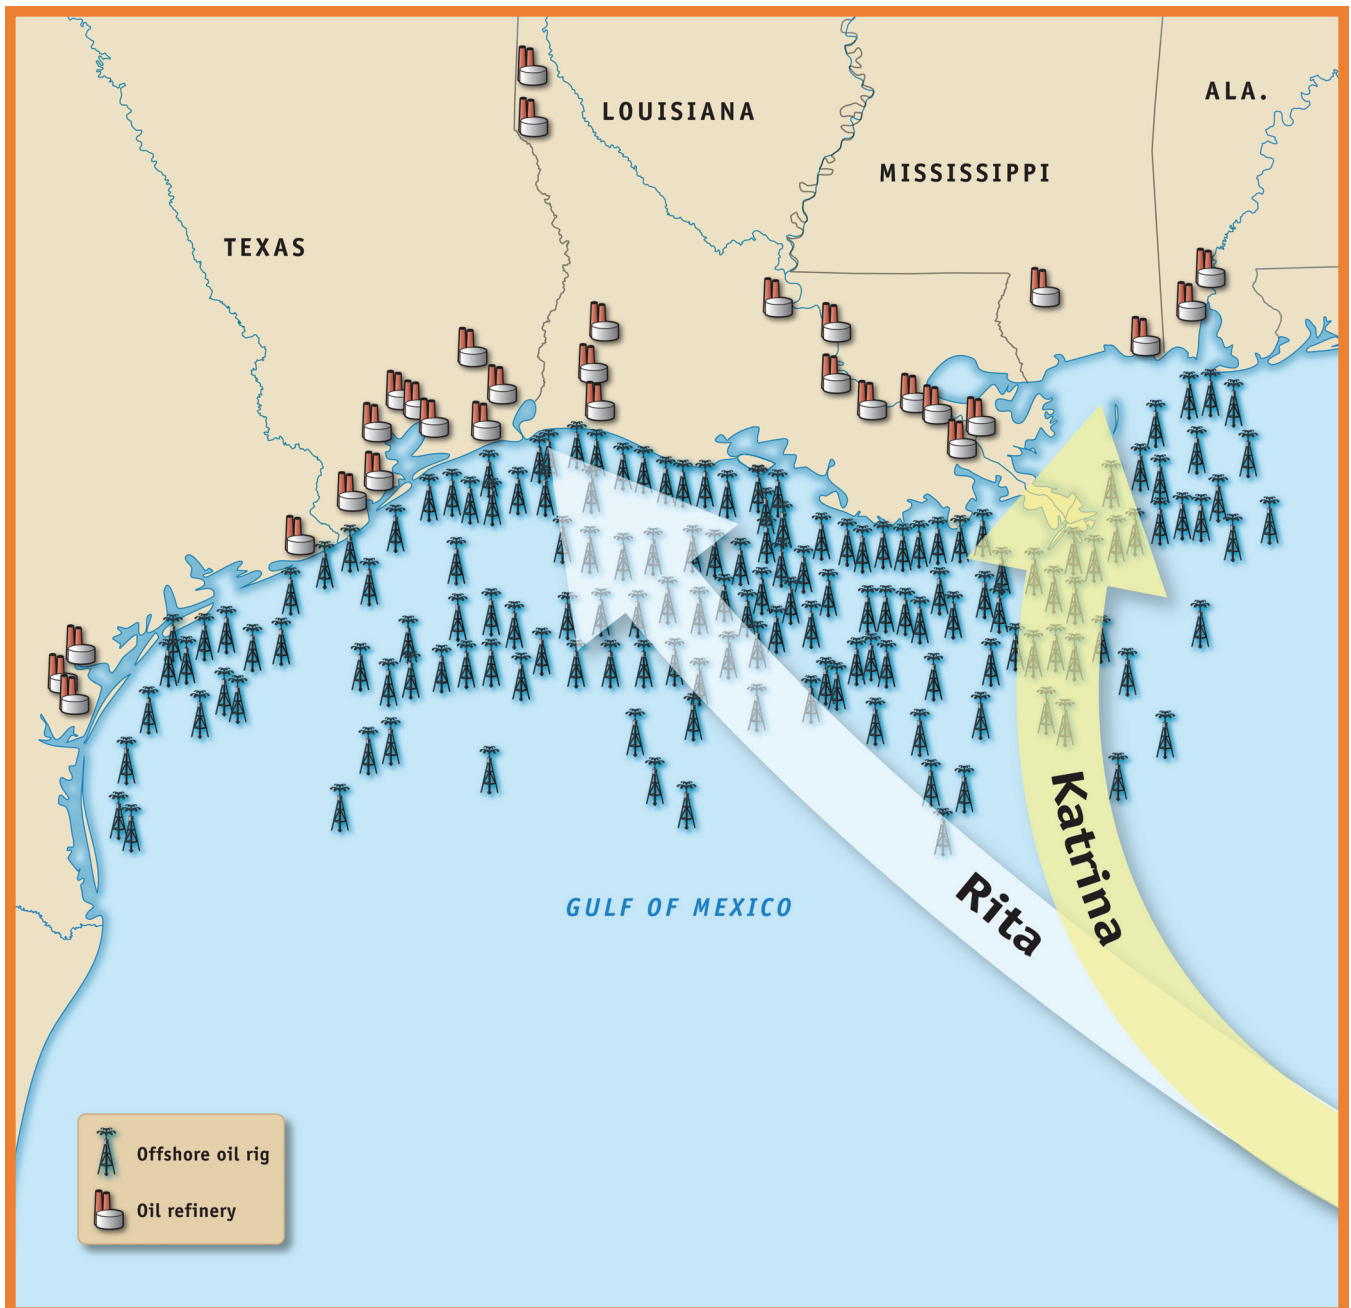 ALA.
LOUISIANA
MISSISSIPPI
TEXAS
Katrina
Rita
GULF OF MEXICO
Offshore oil rig
Oil refinery